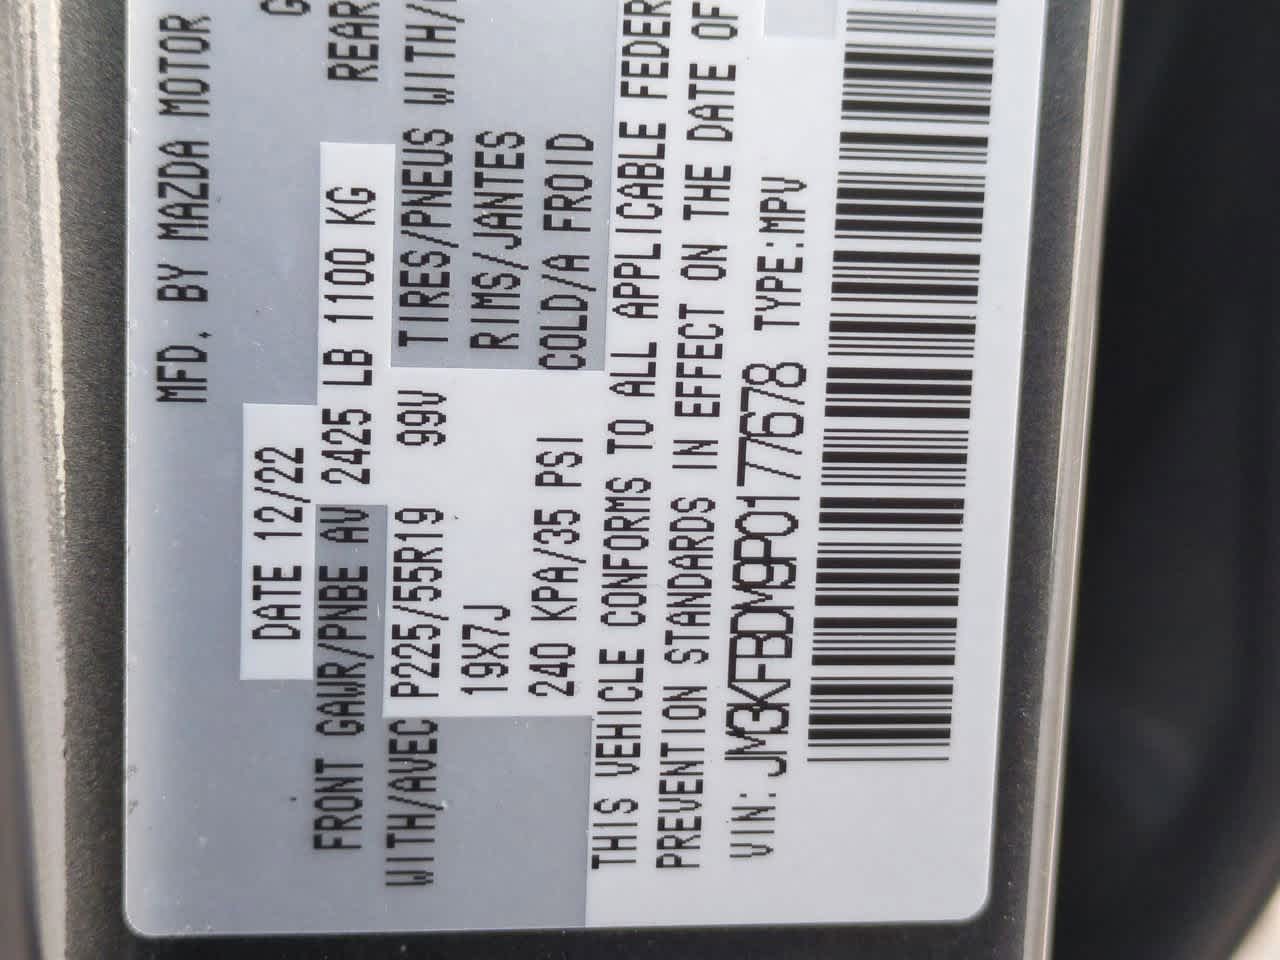 MFD. BY MAZDA MOTOR
DATE 12/22
FRONT GAWR/PNBE AV 2425 LB 1100 KG REAR
WITH/AVEC P225/55R19 99V TIRES/PNEUS WITH/
19X7J RIMS/JANTES
240 KPA/35 PSI COLD/A FROID
THIS VEHICLE CONFORMS TO ALL APPLICABLE FEDER
PREVENTION STANDARDS IN EFFECT ON THE DATE OF
VIN: JM3KFBDM9P0177678 TYPE:MPV